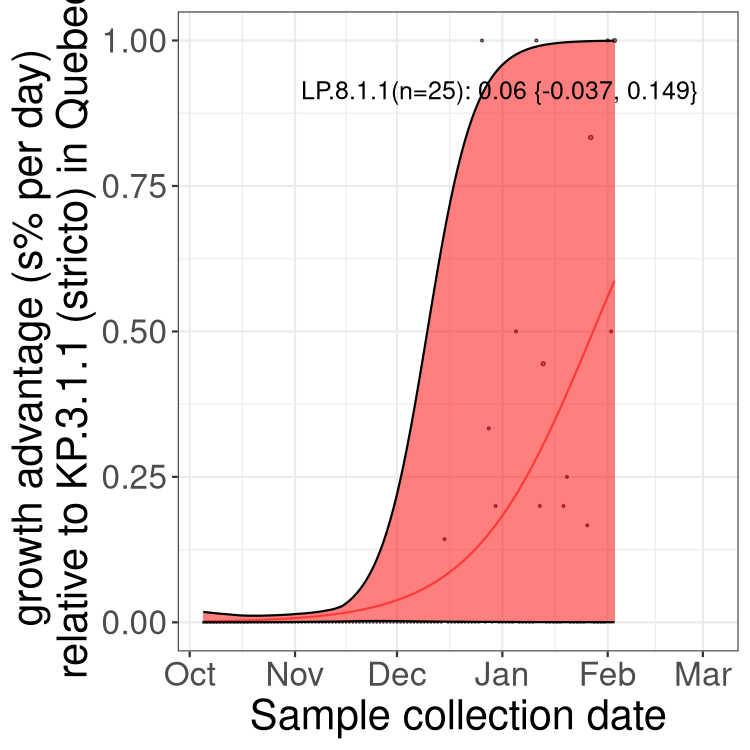 growth advantage (s% per day)
relative to KP.3.1.1 (stricto) in Quebec
1.00
0.75
0.50
0.25
0.00
LP.8.1.1(n=25): 0.06 {-0.037, 0.149}
Oct Nov Dec Jan Feb Mar
Sample collection date